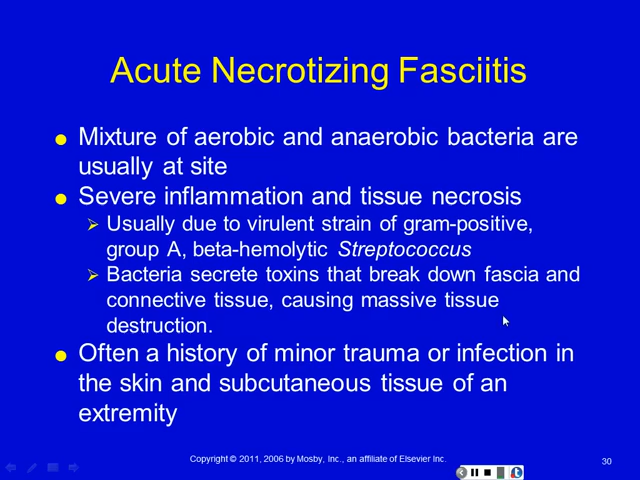 Acute Necrotizing Fasciitis
Mixture of aerobic and anaerobic bacteria are
usually at site
Severe inflammation and tissue necrosis
Usually due to virulent strain of gram-positive,
group A, beta-hemolytic Streptococcus
Bacteria secrete toxins that break down fascia and
connective tissue, causing massive tissue
destruction.
Often a history of minor trauma or infection in
the skin and subcutaneous tissue of an
extremity
Copyright © 2011, 2006 by Mosby, Inc., an affiliate of Elsevier Inc.
30